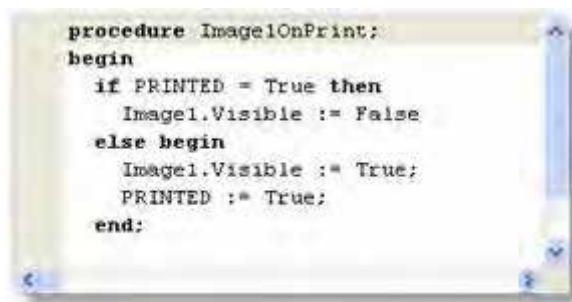 procedure Image1OnPrint;
begin
if PRINTED = True then
Image1.Visible := False
else begin
Image1.Visible := True;
PRINTED := True;
end;